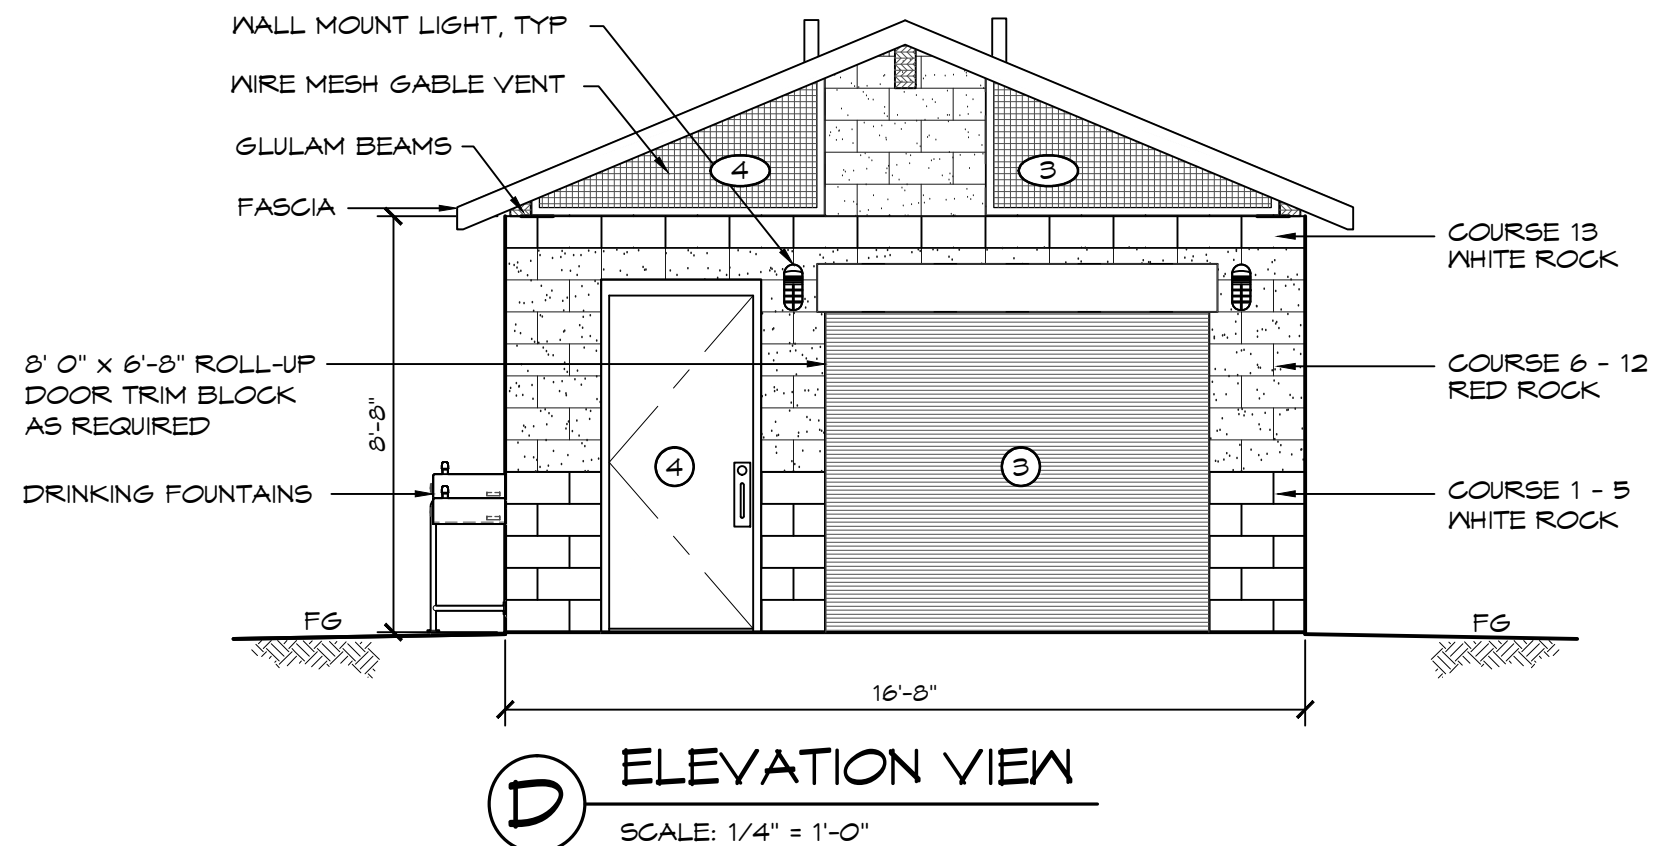 WALL MOUNT LIGHT, TYP
WIRE MESH GABLE VENT
GLULAM BEAMS
FASCIA
4
3
COURSE 13
WHITE ROCK
8' 0" X 6'-8" ROLL-UP
DOOR TRIM BLOCK
AS REQUIRED
8'-8"
COURSE 6 - 12
RED ROCK
4
3
DRINKING FOUNTAINS
COURSE 1 - 5
WHITE ROCK
FG
FG
16'-8"
D
ELEVATION VIEW
SCALE: 1/4" = 1'-0"